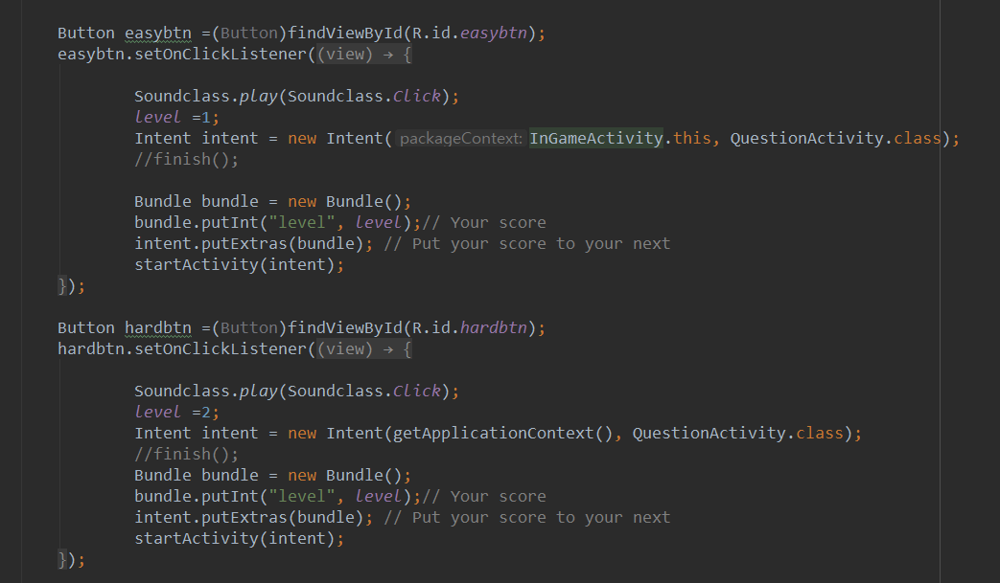 Button easybtn =(Button)findViewById(R.id.easybtn);
easybtn.setOnClickListener((view) → {
Soundclass.play(Soundclass.Click);
level =1;
Intent intent = new Intent( packageContext: InGameActivity.this, QuestionActivity.class);
//finish();
Bundle bundle = new Bundle();
bundle.putInt("level", level);// Your score
intent.putExtras(bundle); // Put your score to your next
startActivity(intent);
});
Button hardbtn =(Button)findViewById(R.id.hardbtn);
hardbtn.setOnClickListener((view) → {
Soundclass.play(Soundclass.Click);
level =2;
Intent intent = new Intent(getApplicationContext(), QuestionActivity.class);
//finish();
Bundle bundle = new Bundle();
bundle.putInt("level", level);// Your score
intent.putExtras(bundle); // Put your score to your next
startActivity(intent);
});